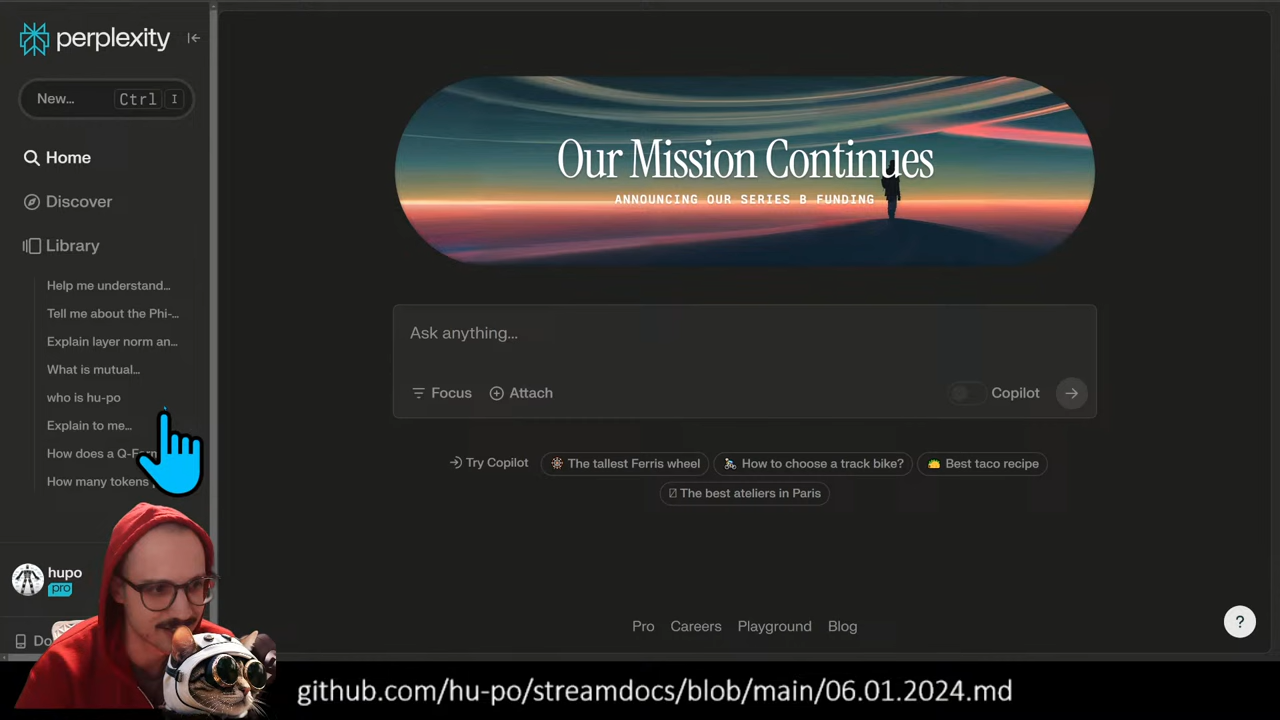 perplexity
New... Ctrl I
Home
Discover
Library
Help me understand...
Tell me about the Phi-...
Explain layer norm an...
What is mutual...
who is hu-po
Explain to me...
How does a
How many tokens
hupo
pro
Our Mission Continues
ANNOUNCING OUR SERIES B FUNDING
Ask anything...
Focus
Attach
Copilot
Try Copilot
The tallest Ferris wheel
How to choose a track bike?
Best taco recipe
The best ateliers in Paris
Pro Careers Playground Blog
?
github.com/hu-po/streamdocs/blob/main/06.01.2024.md